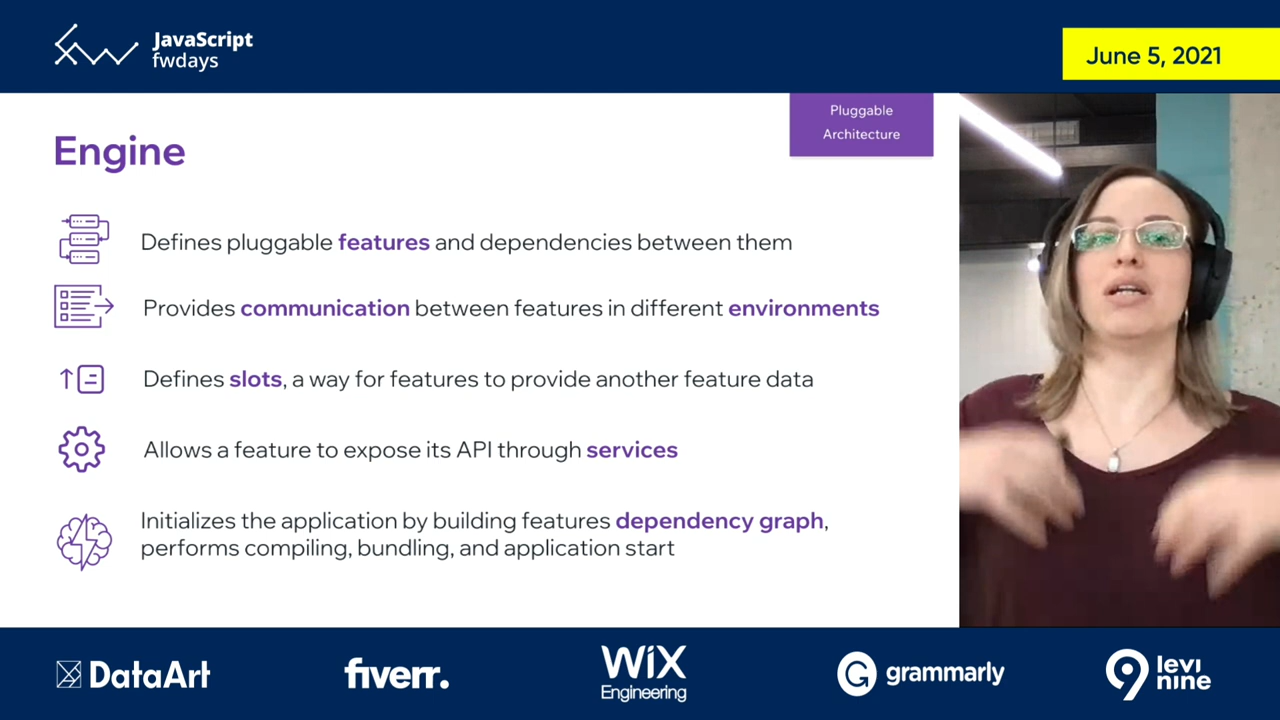 JavaScript
fwdays
June 5, 2021
Pluggable
Architecture
Engine
Defines pluggable features and dependencies between them
Provides communication between features in different environments
Defines slots, a way for features to provide another feature data
Allows a feature to expose its API through services
Initializes the application by building features dependency graph,
performs compiling, bundling, and application start
DataArt
fiverr.
WiX
Engineering
grammarly
9 levi
nine